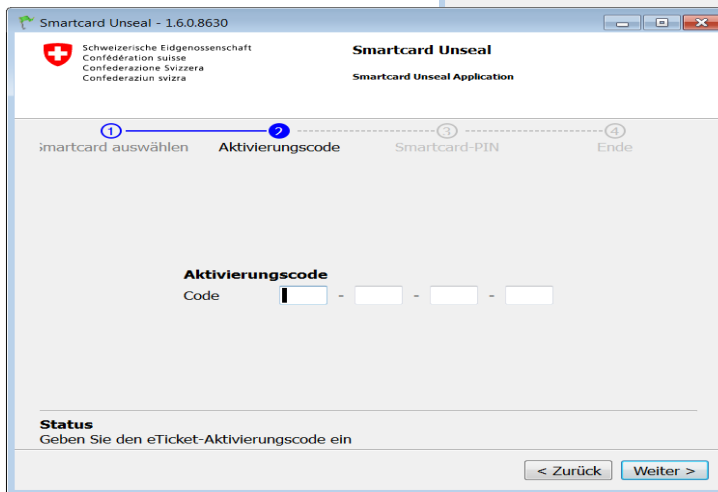 Smartcard Unseal - 1.6.0.8630
Schweizerische Eidgenossenschaft
Confédération suisse
Confederazione Svizzera
Confederaziun svizra
Smartcard Unseal
Smartcard Unseal Application
1 2 3 4
Smartcard auswählen Aktivierungscode Smartcard-PIN Ende
Aktivierungscode
Code - - -
Status
Geben Sie den eTicket-Aktivierungscode ein
< Zurück Weiter >